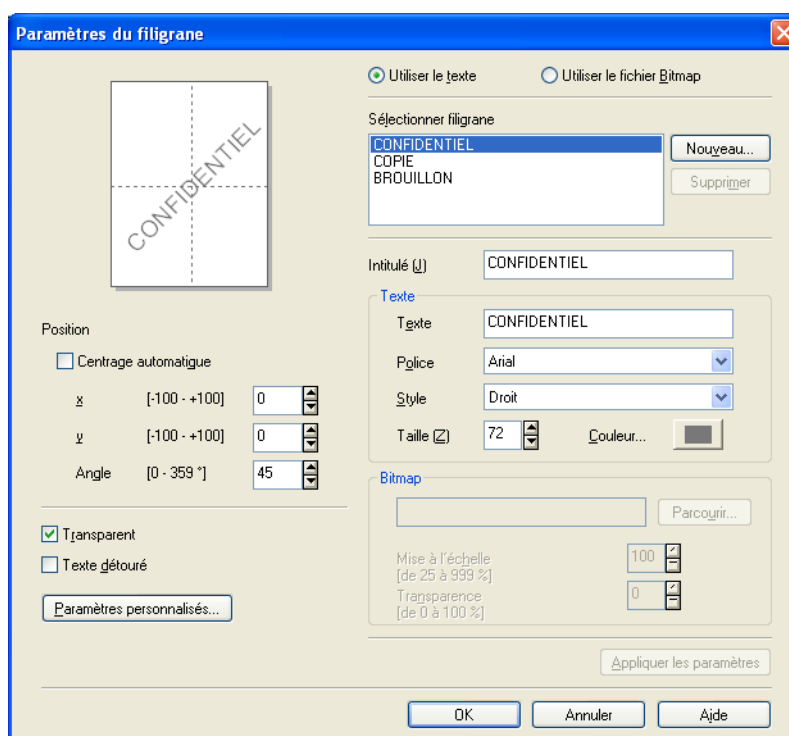 Paramètres du filigrane
Utiliser le texte
Utiliser le fichier Bitmap
CONFIDENTIEL
Sélectionner filigrane
CONFIDENTIEL
COPIE
BROUILLON
Nouveau...
Supprimer
Intitulé (J)
CONFIDENTIEL
Texte
Texte
CONFIDENTIEL
Police
Arial
Style
Droit
Taille (Z)
72
Couleur...
Position
Centrage automatique
x [-100 - +100] 0
y [-100 - +100] 0
Angle [0 - 359 °] 45
Transparent
Texte détouré
Paramètres personnalisés...
Bitmap
Parcourir...
Mise à l'échelle
[de 25 à 999 %]
100
Transparence
[de 0 à 100 %]
0
Appliquer les paramètres
OK
Annuler
Aide